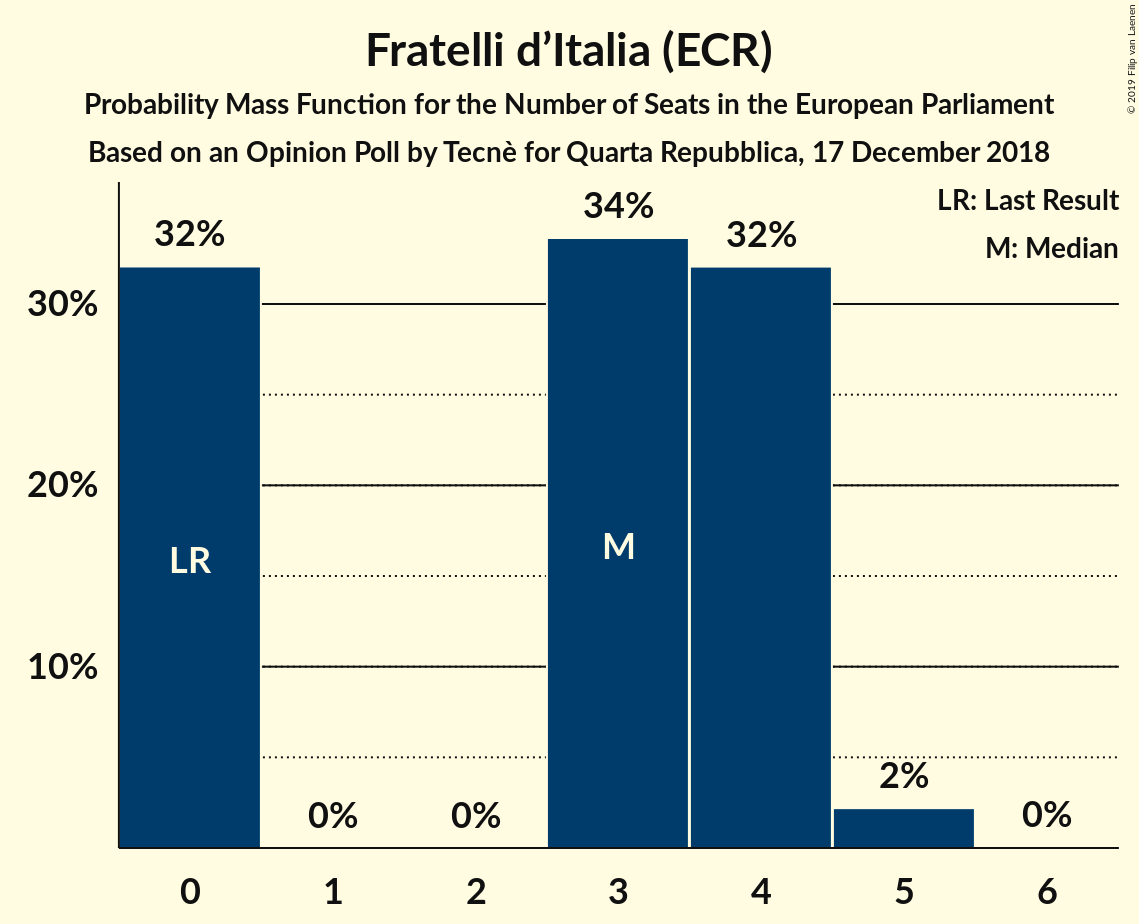 Fratelli d’Italia (ECR)
Probability Mass Function for the Number of Seats in the European Parliament
Based on an Opinion Poll by Tecnè for Quarta Repubblica, 17 December 2018
© 2019 Filip van Laenen
LR: Last Result
M: Median
32%
0%
0%
34%
32%
2%
0%
30%
20%
10%
LR
M
0
1
2
3
4
5
6